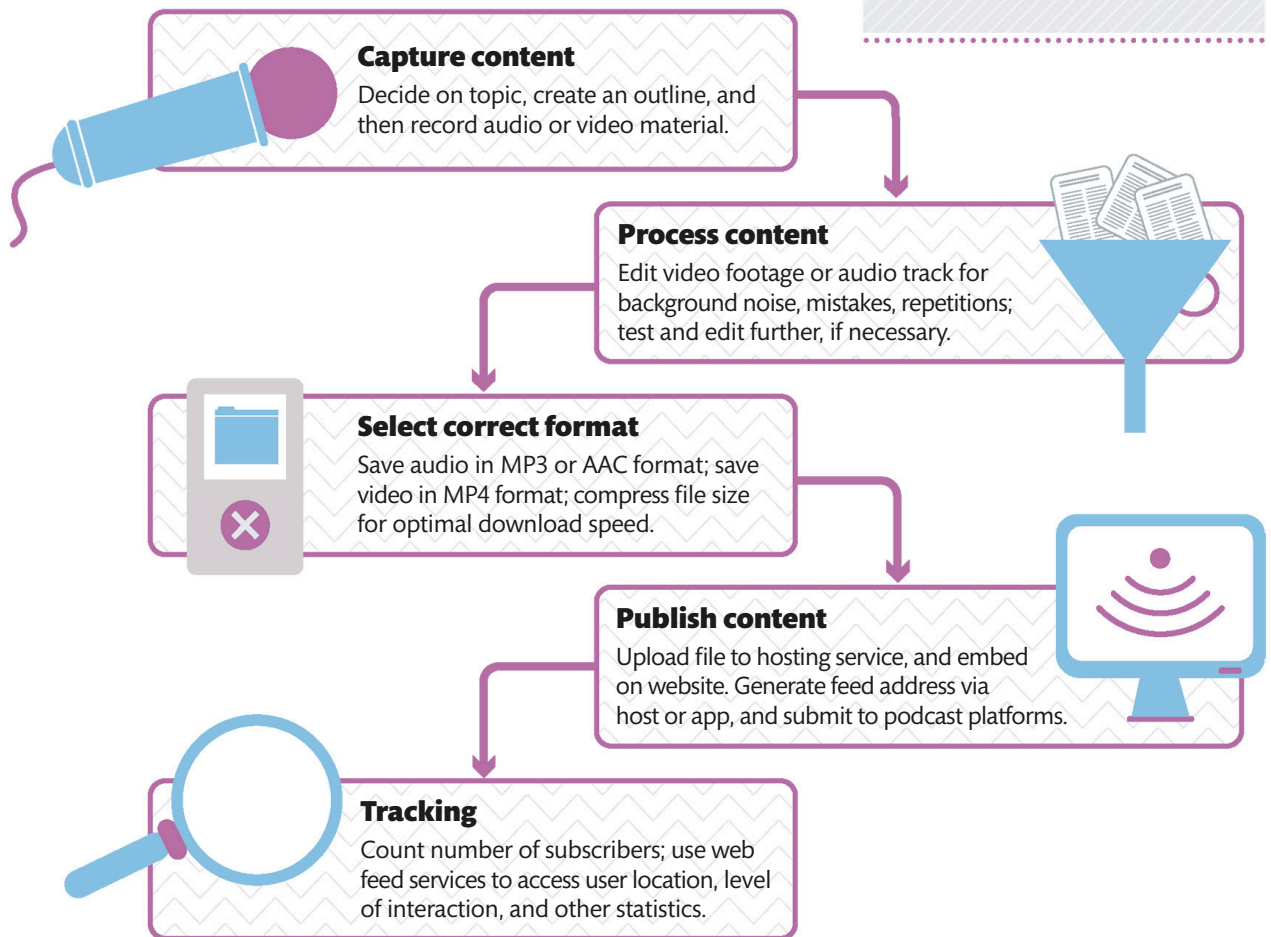 Capture content
Decide on topic, create an outline, and
then record audio or video material.
Process content
Edit video footage or audio track for
background noise, mistakes, repetitions;
test and edit further, if necessary.
Select correct format
Save audio in MP3 or AAC format; save
video in MP4 format; compress file size
for optimal download speed.
Publish content
Upload file to hosting service, and embed
on website. Generate feed address via
host or app, and submit to podcast platforms.
Tracking
Count number of subscribers; use web
feed services to access user location, level
of interaction, and other statistics.